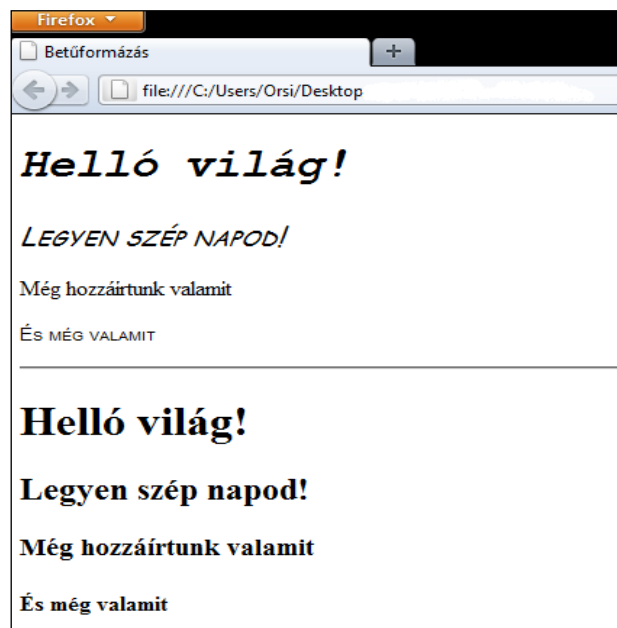 Firefox
Betűformázás
file:///C:/Users/Orsi/Desktop
Helló világ!
LEGYEN SZÉP NAPOD!
Még hozzáirtunk valamit
ÉS MÉG VALAMIT
Helló világ!
Legyen szép napod!
Még hozzáírtunk valamit
És még valamit